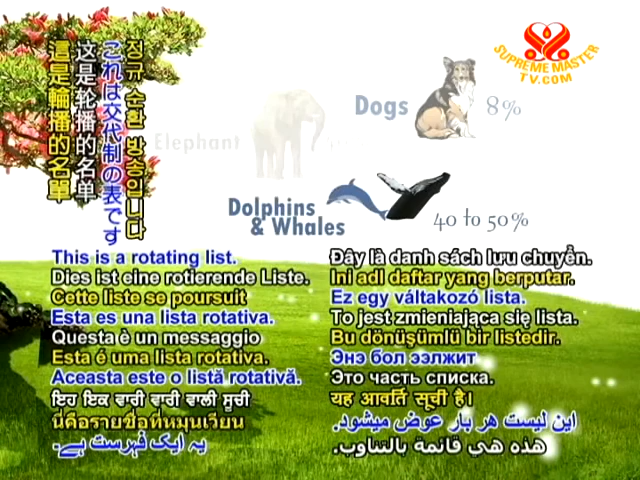 SUPREME MASTER
TV.COM
정규 순환 방송입니다
これは交代制の表です
这是轮播的名单
這是輪播的名單
Dogs 8%
Elephant
Dolphins
& Whales
40 to 50%
This is a rotating list.
Dies ist eine rotierende Liste.
Cette liste se poursuit
Esta es una lista rotativa.
Questa è un messaggio
Esta é uma lista rotativa.
Aceasta este o listă rotativă.
ਇਹ ਇਕ ਵਾਰੀ ਵਾਰੀ ਵਾਲੀ ਸੂਚੀ
นี่คือรายชื่อที่หมุนเวียน
یہ ایک فہرست ہے-
Đây là danh sách lưu chuyển.
Ini adl daftar yang berputar.
Ez egy váltakozó lista.
To jest zmieniająca się lista.
Bu dönüşümlü bir listedir.
Энэ бол ээлжит
Это часть списка.
यह आवर्ति सूची है।
این لیست هر بار عوض میشود.
هذه هي قائمة بالتناوب.